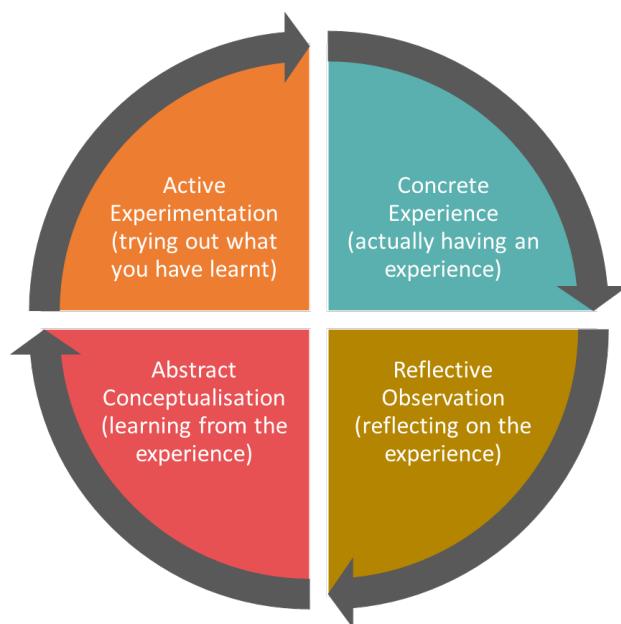 Active
Experimentation
(trying out what
you have learnt)
Concrete
Experience
(actually having an
experience)
Abstract
Conceptualisation
(learning from the
experience)
Reflective
Observation
(reflecting on the
experience)